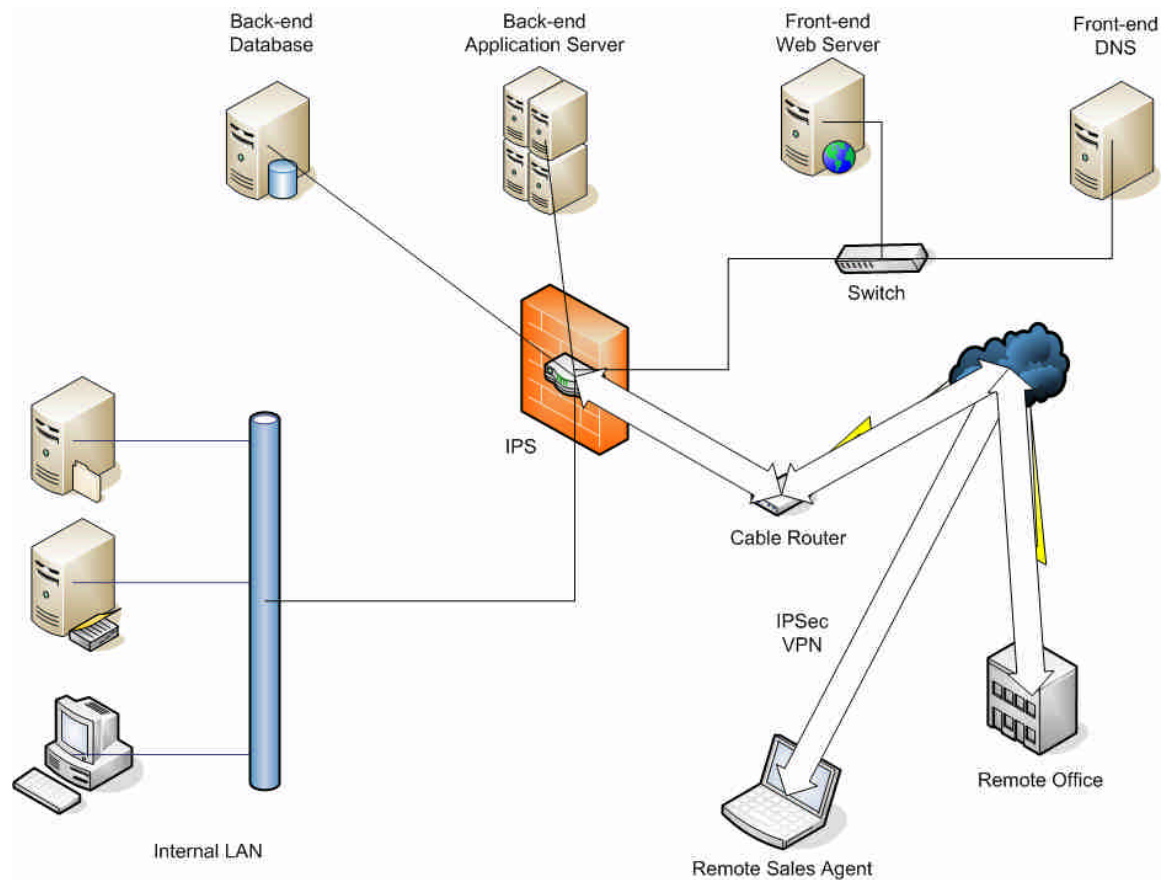 Back-end
Database
Back-end
Application Server
Front-end
Web Server
Front-end
DNS
Switch
IPS
Cable Router
IPSec
VPN
Remote Office
Internal LAN
Remote Sales Agent